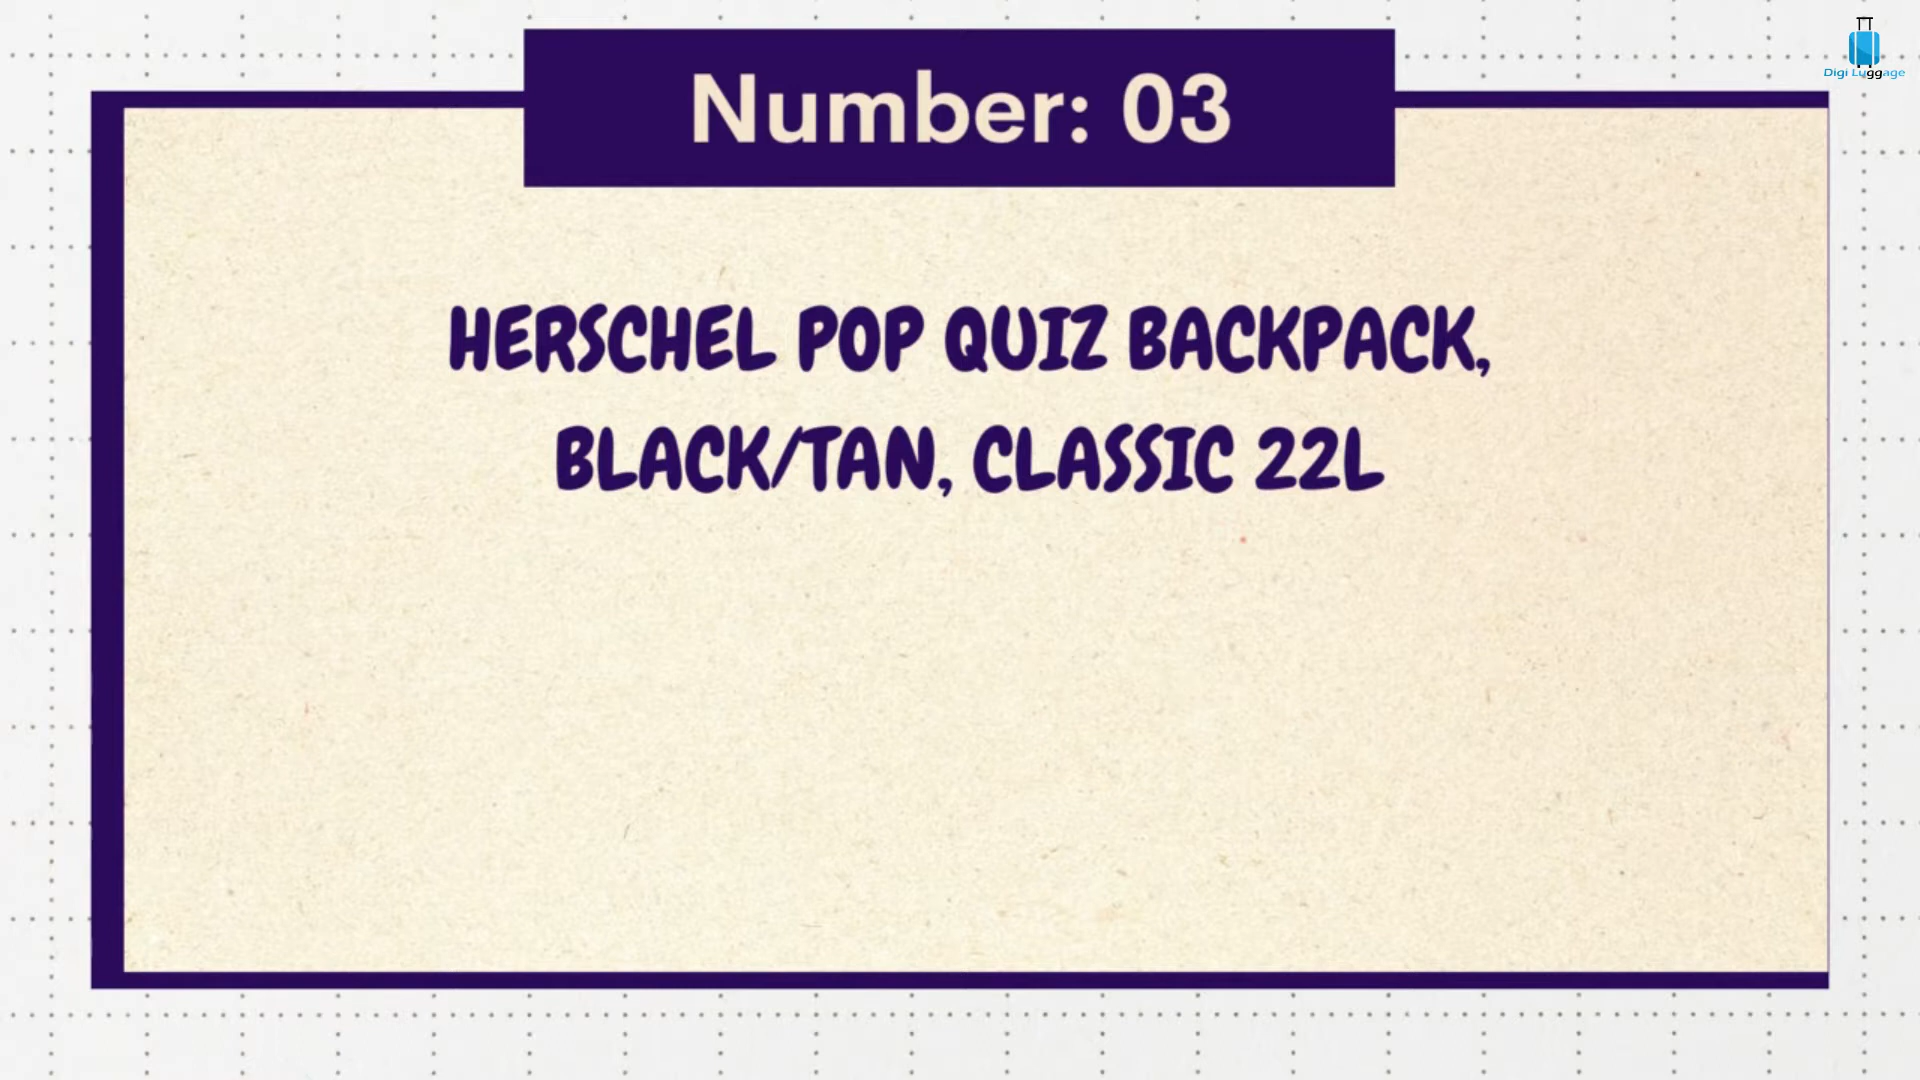 Number: 03
Digi Luggage
HERSCHEL POP QUIZ BACKPACK,
BLACK/TAN, CLASSIC 22L